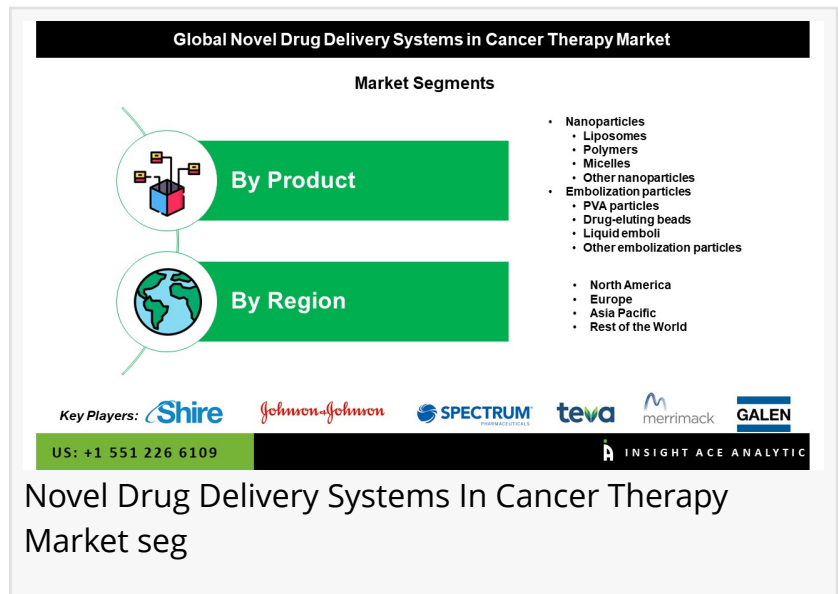 Global Novel Drug Delivery Systems in Cancer Therapy Market
Market Segments
By Product
• Nanoparticles
• Liposomes
• Polymers
• Micelles
• Other nanoparticles
• Embolization particles
• PVA particles
• Drug-eluting beads
• Liquid emboli
• Other embolization particles
By Region
• North America
• Europe
• Asia Pacific
• Rest of the World
Key Players: Shire Johnson & Johnson SPECTRUM PHARMACEUTICALS teva merrimack GALEN
US: +1 551 226 6109 INSIGHT ACE ANALYTIC
Novel Drug Delivery Systems In Cancer Therapy
Market seg